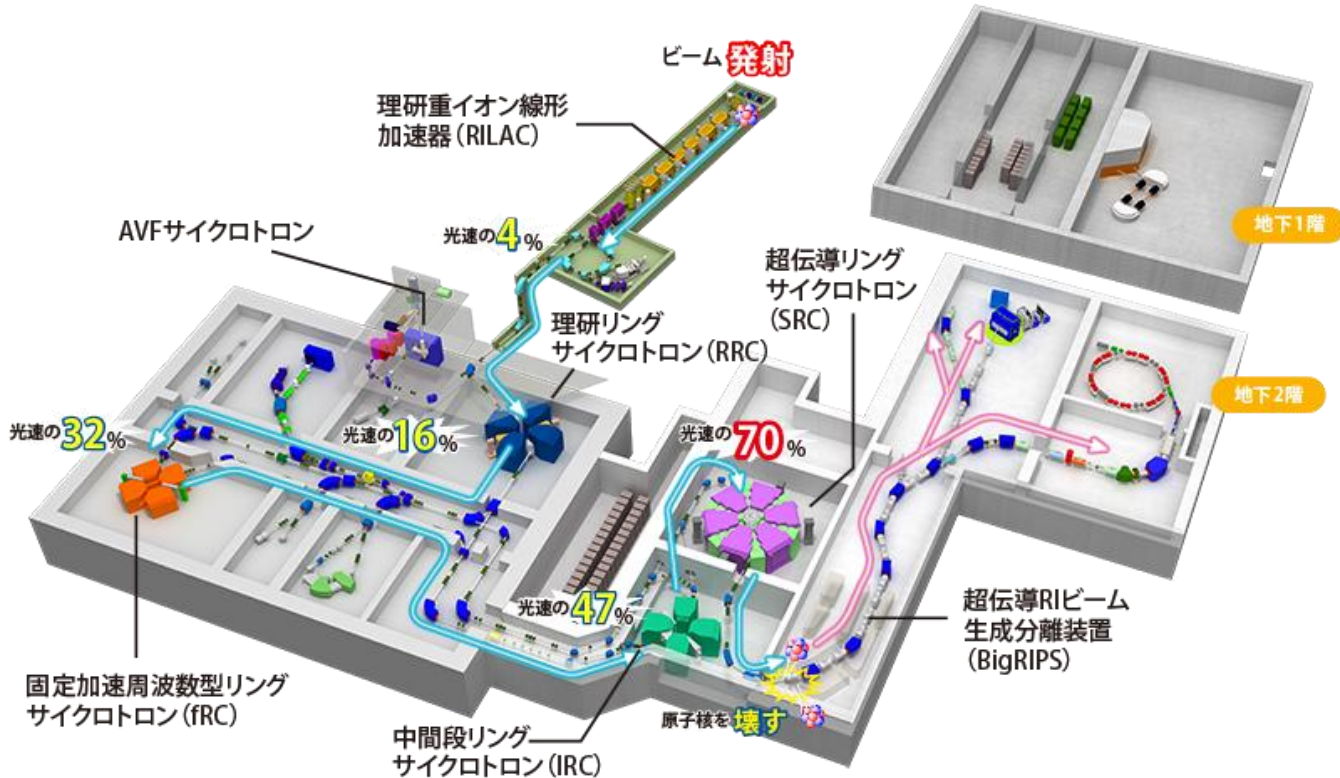 ビーム 発射
理研重イオン線形
加速器(RILAC)
光速の4%
AVFサイクロトロン
地下1階
超伝導リング
サイクロトロン
(SRC)
理研リング
サイクロトロン(RRC)
地下2階
光速の32%
光速の16%
光速の70%
光速の47%
超伝導RIビーム
生成分離装置
(BigRIPS)
固定加速周波数型リング
サイクロトロン(fRC)
原子核を 壊す
中間段リング
サイクロトロン(IRC)